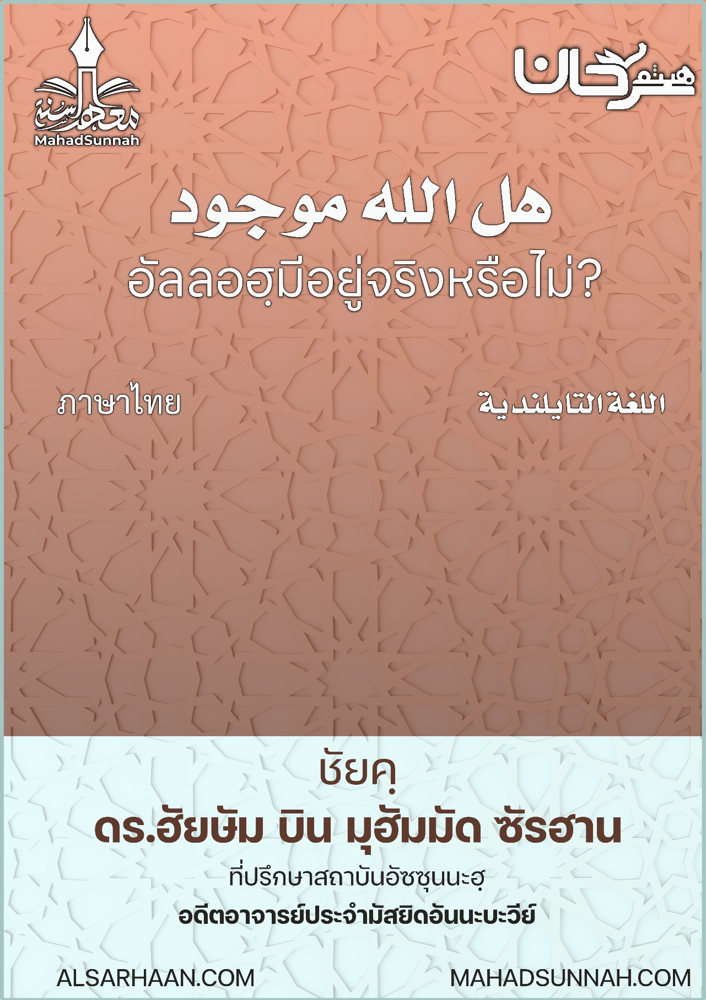 معهد السنة
MahadSunnah
هيثم سرحان
هل الله موجود
อัลลอฮฺมีอยู่จริงหรือไม่?
ภาษาไทย
اللغة التايلندية
ชัยคฺ
ดร.ฮัยษัม บิน มุฮัมมัด ซัรฮาน
ที่ปรึกษาสถาบันอัซซุนนะฮฺ
อดีตอาจารย์ประจำมัสยิดอันนะบะวีย์
ALSARHAAN.COM
MAHADSUNNAH.COM